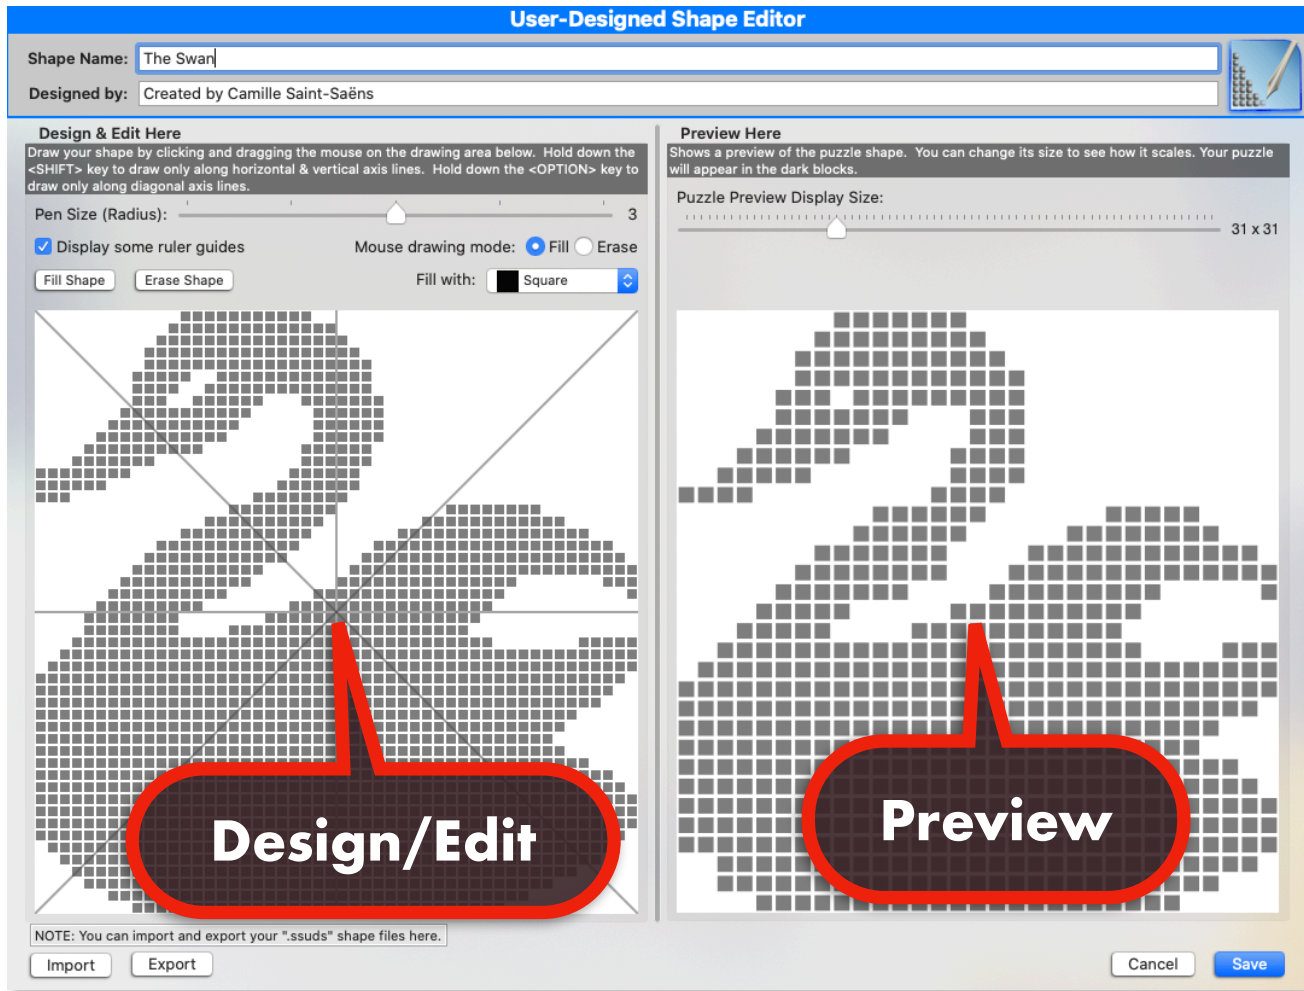 User-Designed Shape Editor
Shape Name: The Swan
Designed by: Created by Camille Saint-Saëns
Design & Edit Here
Draw your shape by clicking and dragging the mouse on the drawing area below. Hold down the
<SHIFT> key to draw only along horizontal & vertical axis lines. Hold down the <OPTION> key to
draw only along diagonal axis lines.
Pen Size (Radius): 3
Display some ruler guides Mouse drawing mode: Fill Erase
Fill Shape Erase Shape Fill with: Square
Design/Edit
Preview Here
Shows a preview of the puzzle shape. You can change its size to see how it scales. Your puzzle
will appear in the dark blocks.
Puzzle Preview Display Size:
31 x 31
Preview
NOTE: You can import and export your ".ssuds" shape files here.
Import Export Cancel Save